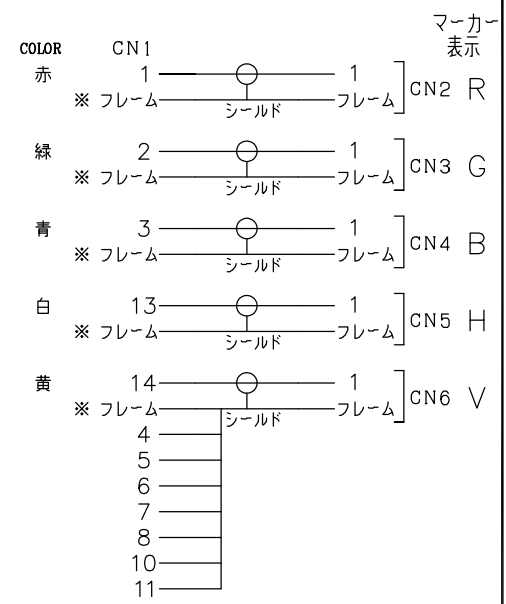 マーカー
表示
COLOR CN1
赤 1 1 CN2 R
※ フレーム シールド フレーム
緑 2 1 CN3 G
※ フレーム シールド フレーム
青 3 1 CN4 B
※ フレーム シールド フレーム
白 13 1 CN5 H
※ フレーム シールド フレーム
黄 14 1 CN6 V
※ フレーム シールド フレーム
4
5
6
7
8
10
11